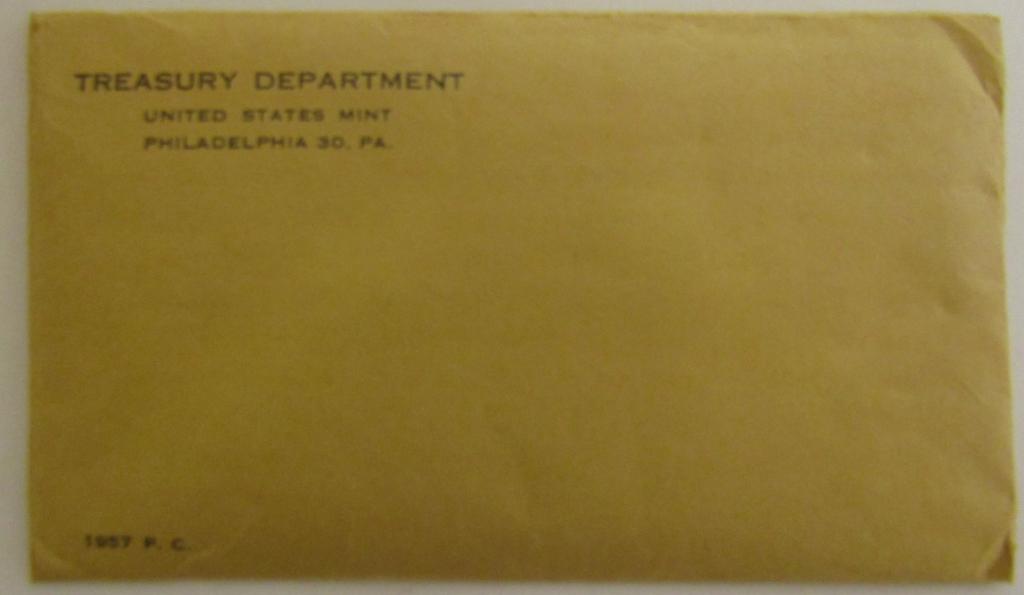 TREASURY DEPARTMENT
UNITED STATES MINT
PHILADELPHIA 30, PA.
1957 P. C.